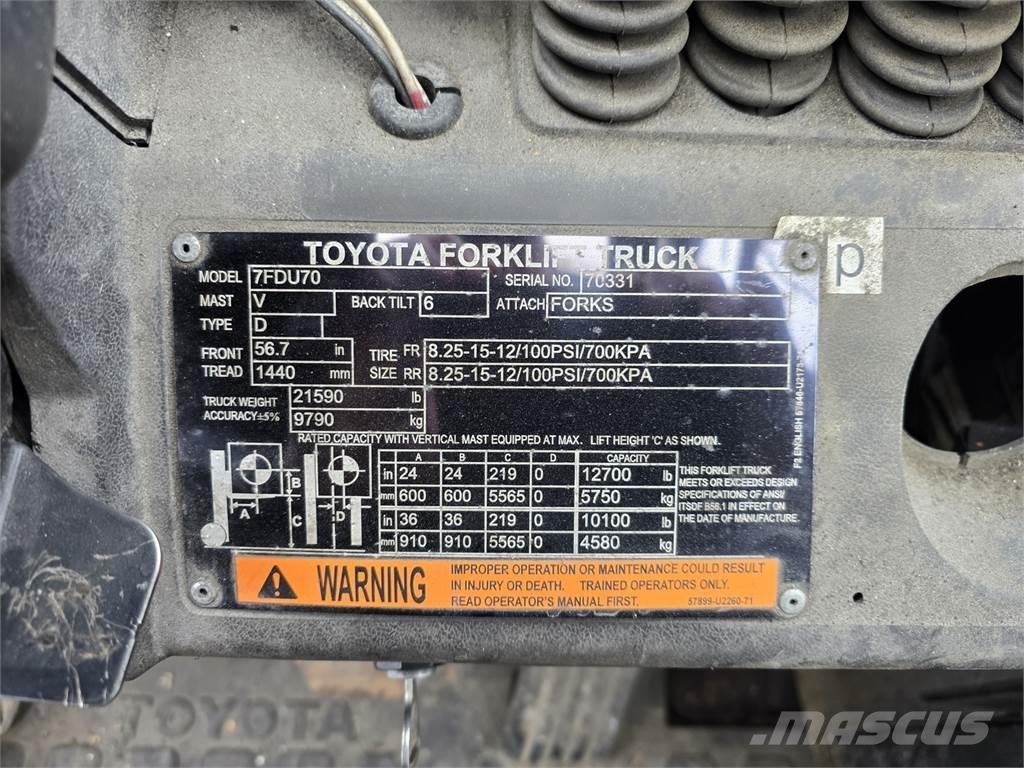 TOYOTA FORKLIFT TRUCK
p
MODEL 7FDU70 SERIAL NO. 70331
MAST V BACK TILT 6 ATTACH FORKS
TYPE D
FRONT TREAD 56.7 in 1440 mm
TIRE SIZE FR 8.25-15-12/100PSI/700KPA
RR 8.25-15-12/100PSI/700KPA
TRUCK WEIGHT 21590 lb
ACCURACY±5% 9790 kg
RATED CAPACITY WITH VERTICAL MAST EQUIPPED AT MAX. LIFT HEIGHT 'C' AS SHOWN.
A B C D
A B C D CAPACITY
in 24 24 219 0 12700 lb
mm 600 600 5565 0 5750 kg
in 36 36 219 0 10100 lb
mm 910 910 5565 0 4580 kg
THIS FORKLIFT TRUCK
MEETS OR EXCEEDS DESIGN
SPECIFICATIONS OF ANSI/
ITSDF B56.1 IN EFFECT ON
THE DATE OF MANUFACTURE.
F2 ENGLISH
WARNING
IMPROPER OPERATION OR MAINTENANCE COULD RESULT
IN INJURY OR DEATH. TRAINED OPERATORS ONLY.
READ OPERATOR'S MANUAL FIRST.
57899-U2260-71
TOYOTA
MASCUS